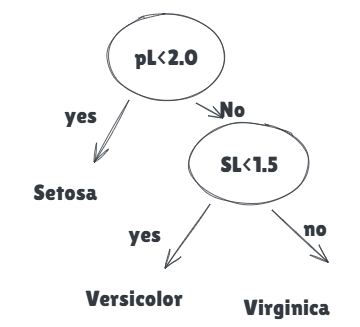 pL<2.0
yes
No
Setosa
SL<1.5
yes
no
Versicolor
Virginica